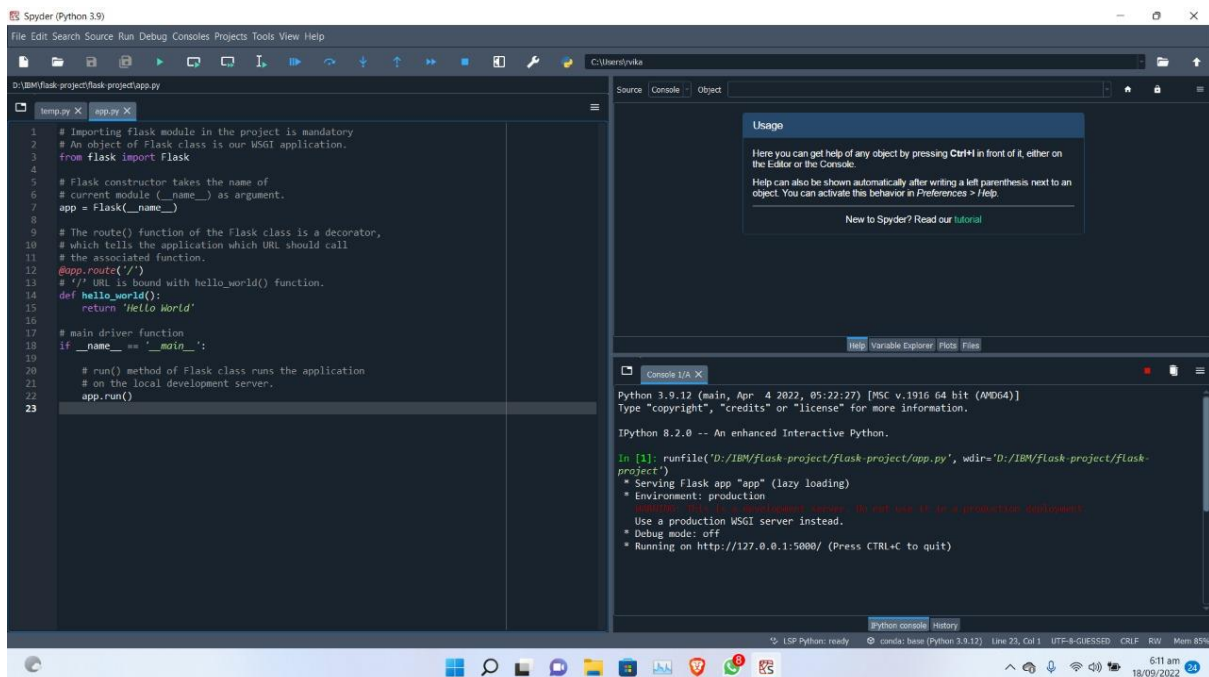 Spyder (Python 3.9)
File Edit Search Source Run Debug Consoles Projects Tools View Help
C:\Users\rvika
D:\IBM\flask-project\flask-project\app.py
temp.py
app.py
1 # Importing flask module in the project is mandatory
2 # An object of Flask class is our WSGI application.
3 from flask import Flask
4
5 # Flask constructor takes the name of
6 # current module (__name__) as argument.
7 app = Flask(__name__)
8
9 # The route() function of the Flask class is a decorator,
10 # which tells the application which URL should call
11 # the associated function.
12 @app.route('/')
13 # ‘/’ URL is bound with hello_world() function.
14 def hello_world():
15     return 'Hello World'
16
17 # main driver function
18 if __name__ == '__main__':
19
20     # run() method of Flask class runs the application
21     # on the local development server.
22     app.run()
23
Source Console Object
Usage
Here you can get help of any object by pressing Ctrl+I in front of it, either on
the Editor or the Console.
Help can also be shown automatically after writing a left parenthesis next to an
object. You can activate this behavior in Preferences > Help.
New to Spyder? Read our tutorial
Help Variable Explorer Plots Files
Console 1/A
Python 3.9.12 (main, Apr 4 2022, 05:22:27) [MSC v.1916 64 bit (AMD64)]
Type "copyright", "credits" or "license" for more information.
IPython 8.2.0 -- An enhanced Interactive Python.
In [1]: runfile('D:/IBM/flask-project/flask-project/app.py', wdir='D:/IBM/flask-
project')
* Serving Flask app "app" (lazy loading)
* Environment: production
WARNING: This is a development server. Do not use it in a production deployment.
Use a production WSGI server instead.
* Debug mode: off
* Running on http://127.0.0.1:5000/ (Press CTRL+C to quit)
IPython console History
LSP Python: ready conda: base (Python 3.9.12) Line 23, Col 1 UTF-8-GUESSED CRLF RW Mem 85%
8
6:11 am
18/09/2022
24